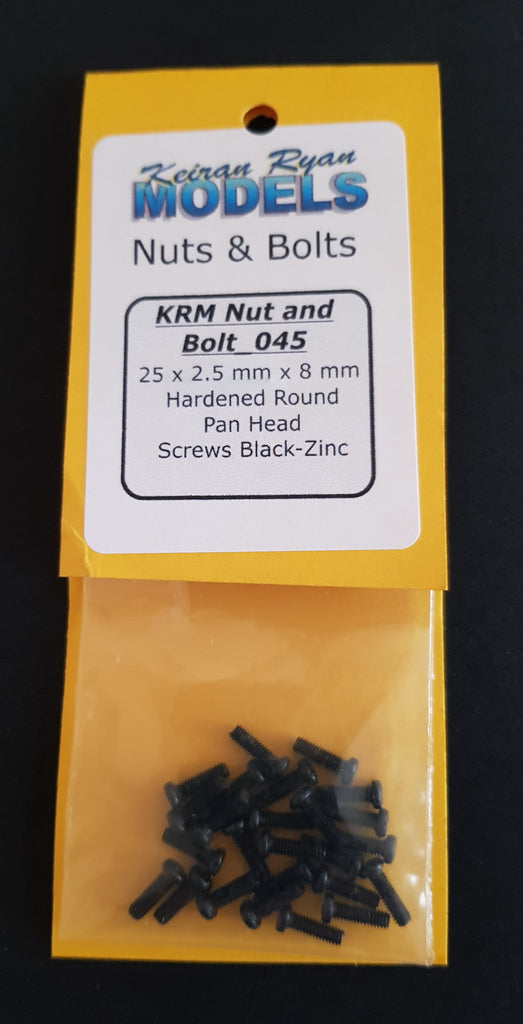 Keiran Ryan
MODELS
Nuts & Bolts
KRM Nut and
Bolt_045
25 x 2.5 mm x 8 mm
Hardened Round
Pan Head
Screws Black-Zinc